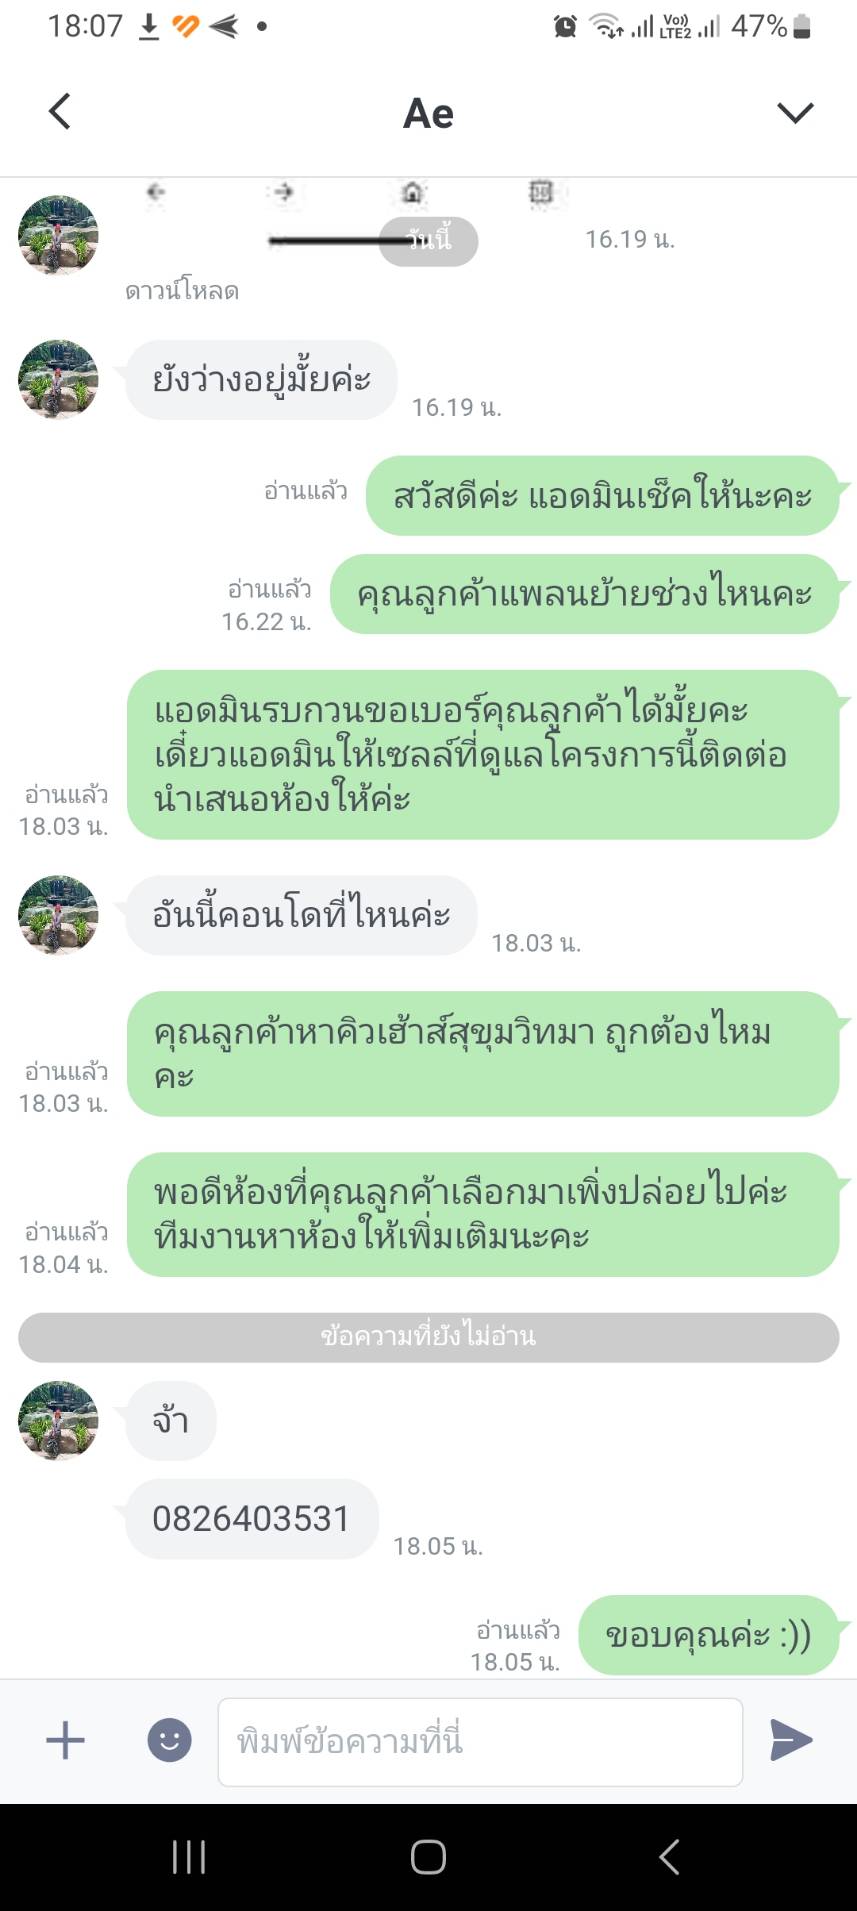 18:07
Vo))
LTE2
47%
Ae
วันนี้
16.19 น.
ดาวน์โหลด
ยังว่างอยู่มั้ยค่ะ
16.19 น.
อ่านแล้ว
สวัสดีค่ะ แอดมินเช็คให้นะคะ
อ่านแล้ว
16.22 น.
คุณลูกค้าแพลนย้ายช่วงไหนคะ
แอดมินรบกวนขอเบอร์คุณลูกค้าได้มั้ยคะ
เดี๋ยวแอดมินให้เซลล์ที่ดูแลโครงการนี้ติดต่อ
นำเสนอห้องให้ค่ะ
อ่านแล้ว
18.03 น.
อันนี้คอนโดที่ไหนค่ะ
18.03 น.
คุณลูกค้าหาคิวเฮ้าส์สุขุมวิทมา ถูกต้องไหม
คะ
อ่านแล้ว
18.03 น.
พอดีห้องที่คุณลูกค้าเลือกมาเพิ่งปล่อยไปค่ะ
ทีมงานหาห้องให้เพิ่มเติมนะคะ
อ่านแล้ว
18.04 น.
ข้อความที่ยังไม่อ่าน
จ้า
0826403531
18.05 น.
อ่านแล้ว
18.05 น.
ขอบคุณค่ะ :))
พิมพ์ข้อความที่นี่